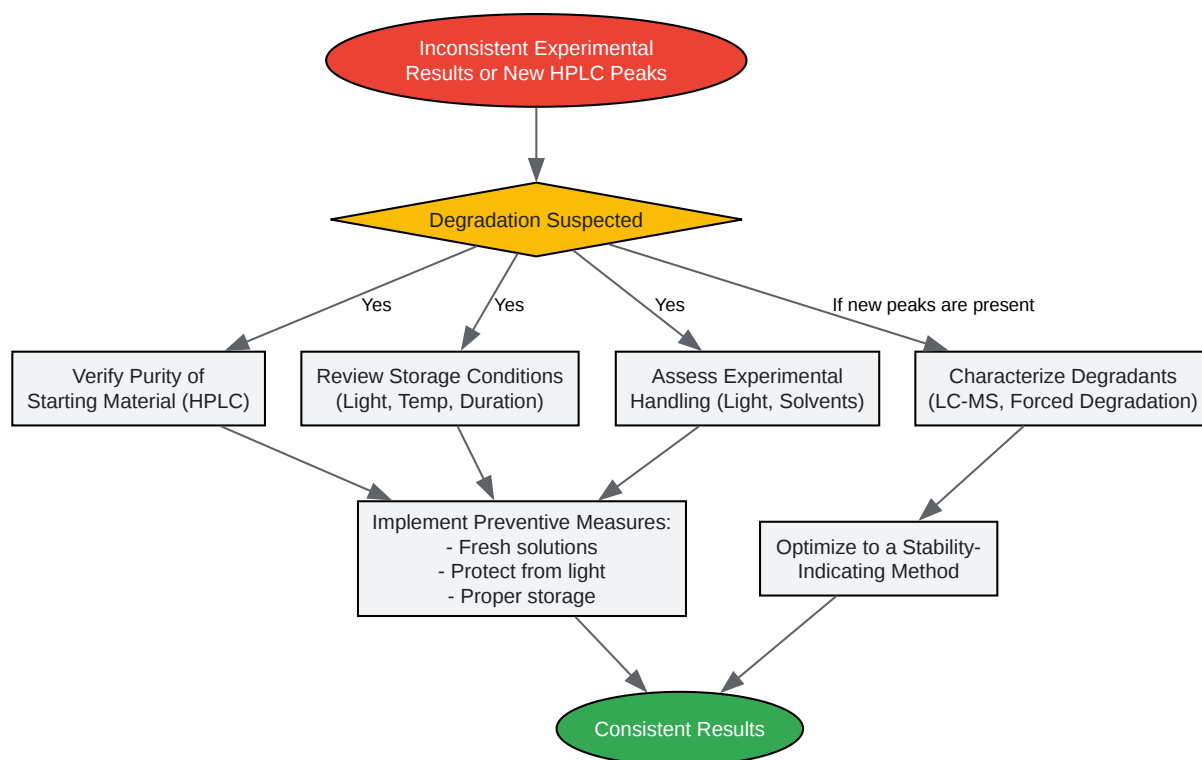 Inconsistent Experimental
Results or New HPLC Peaks
Degradation Suspected
Yes
Yes
Yes
If new peaks are present
Verify Purity of
Starting Material (HPLC)
Review Storage Conditions
(Light, Temp, Duration)
Assess Experimental
Handling (Light, Solvents)
Characterize Degradants
(LC-MS, Forced Degradation)
Implement Preventive Measures:
- Fresh solutions
- Protect from light
- Proper storage
Optimize to a Stability-
Indicating Method
Consistent Results